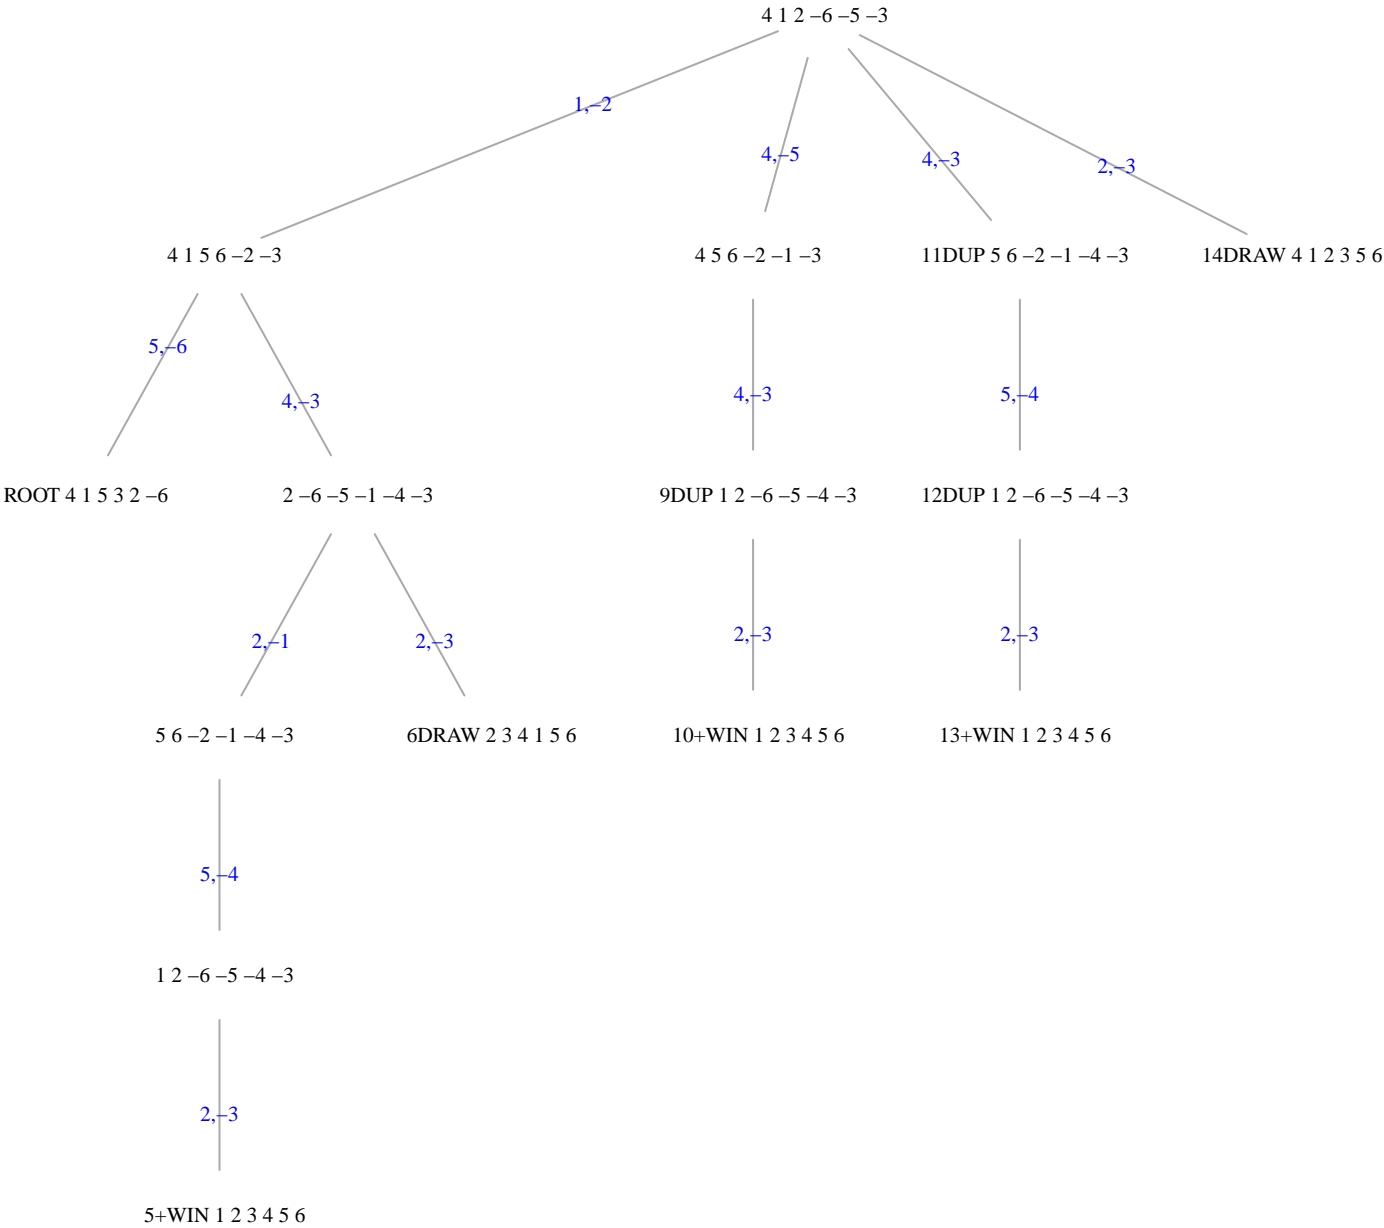 4 1 2 –6 –5 –3
1,–2
4,–5
4,–3
2,–3
4 1 5 6 –2 –3
4 5 6 –2 –1 –3
11DUP 5 6 –2 –1 –4 –3
14DRAW 4 1 2 3 5 6
5,–6
4,–3
4,–3
5,–4
ROOT 4 1 5 3 2 –6
2 –6 –5 –1 –4 –3
9DUP 1 2 –6 –5 –4 –3
12DUP 1 2 –6 –5 –4 –3
2,–1
2,–3
2,–3
2,–3
5 6 –2 –1 –4 –3
6DRAW 2 3 4 1 5 6
10+WIN 1 2 3 4 5 6
13+WIN 1 2 3 4 5 6
5,–4
1 2 –6 –5 –4 –3
2,–3
5+WIN 1 2 3 4 5 6